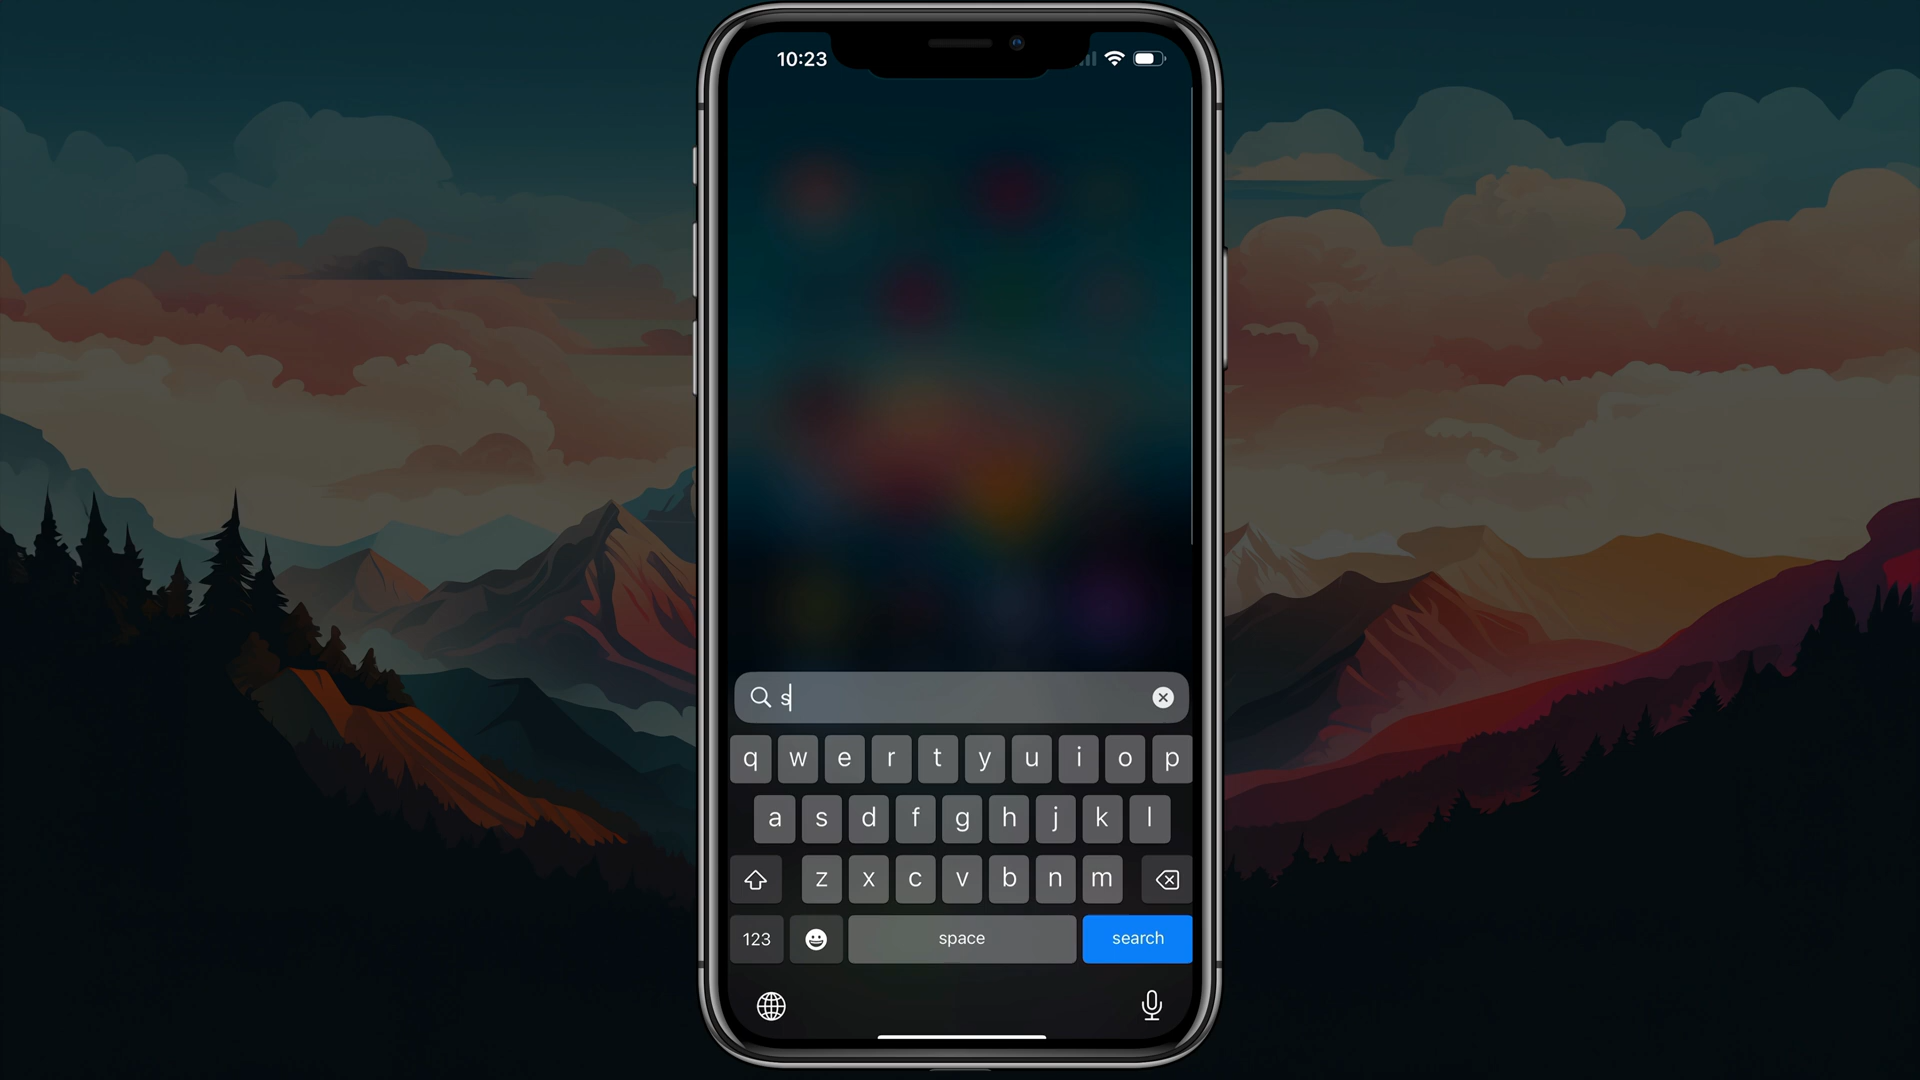 10:23
s
q w e r t y u i o p
a s d f g h j k l
z x c v b n m
123 space search